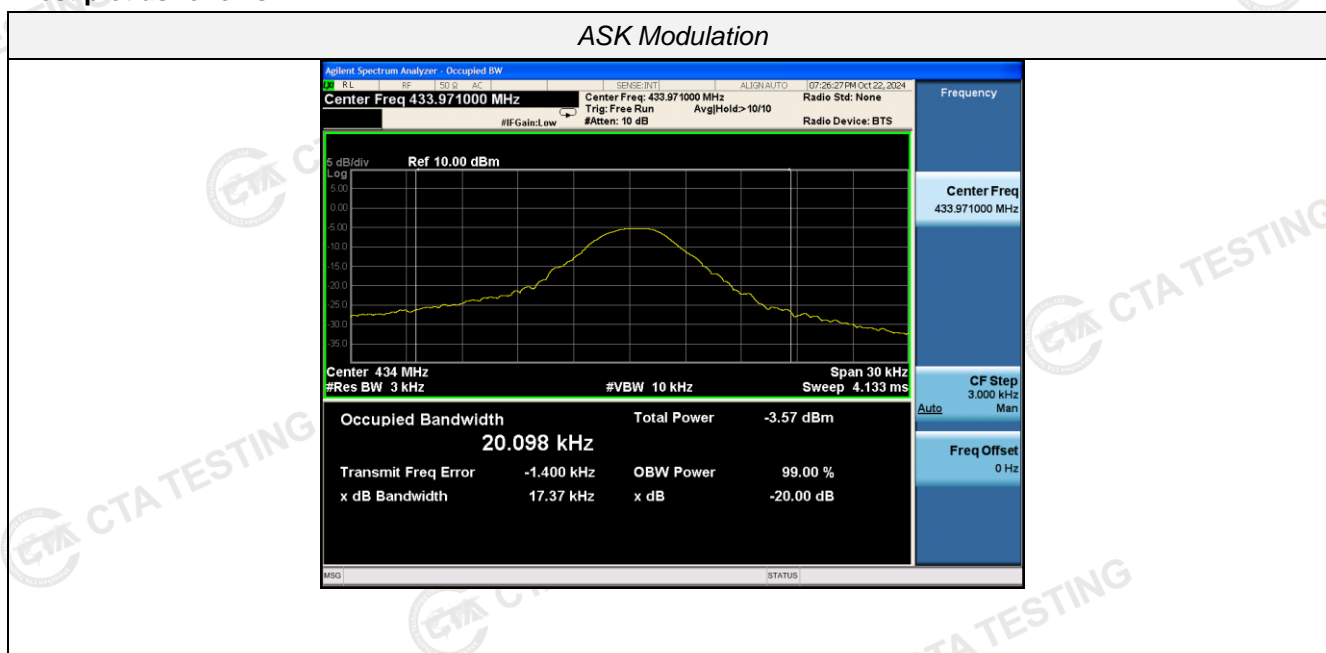 ASK Modulation
Agilent Spectrum Analyzer - Occupied BW
RL RF 50 Ω AC SENSE:INT ALIGN AUTO 07:26:27 PM Oct 22, 2024
Center Freq 433.971000 MHz Center Freq: 433.971000 MHz Radio Std: None Frequency
Trig: Free Run Avg|Hold:> 10/10
#IFGain:Low #Atten: 10 dB Radio Device: BTS
5 dB/div Ref 10.00 dBm
Log
5.00
0.00
-5.00
-10.0
-15.0
-20.0
-25.0
-30.0
-35.0
Center Freq
433.971000 MHz
Center 434 MHz Span 30 kHz
#Res BW 3 kHz #VBW 10 kHz Sweep 4.133 ms
CF Step
3.000 kHz
Auto Man
Occupied Bandwidth Total Power -3.57 dBm
20.098 kHz
Transmit Freq Error -1.400 kHz OBW Power 99.00 %
x dB Bandwidth 17.37 kHz x dB -20.00 dB
Freq Offset
0 Hz
MSG STATUS
CTA TESTING
CTA TESTING